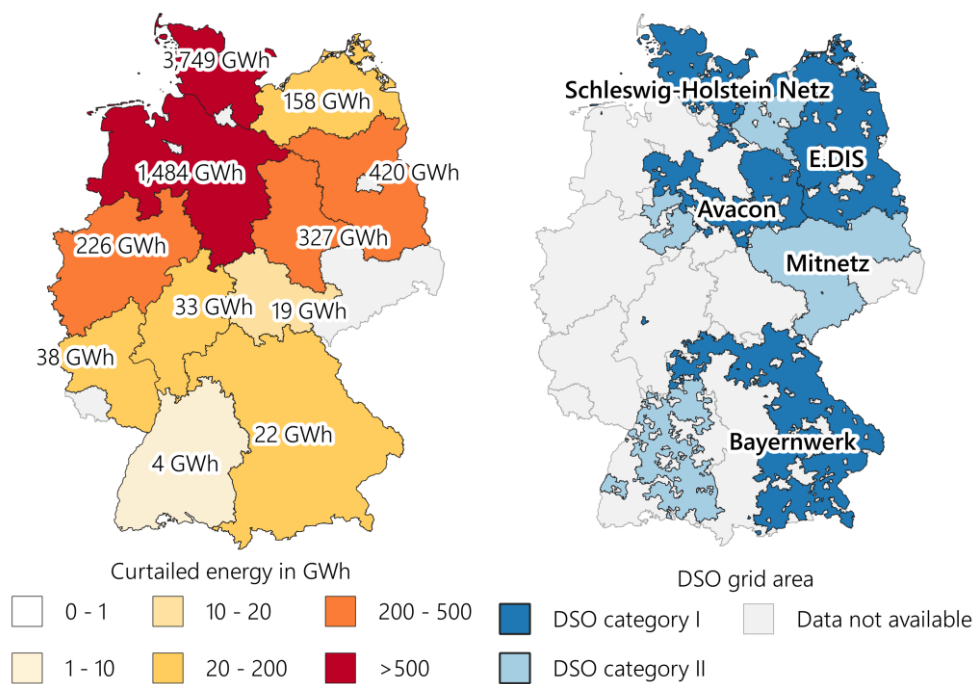 3,749 GWh
158 GWh
1,484 GWh
420 GWh
226 GWh
327 GWh
33 GWh
19 GWh
38 GWh
22 GWh
4 GWh
Schleswig-Holstein Netz
E.DIS
Avacon
Mitnetz
Bayernwerk
Curtailed energy in GWh
0 - 1
10 - 20
200 - 500
1 - 10
20 - 200
>500
DSO grid area
DSO category I
Data not available
DSO category II